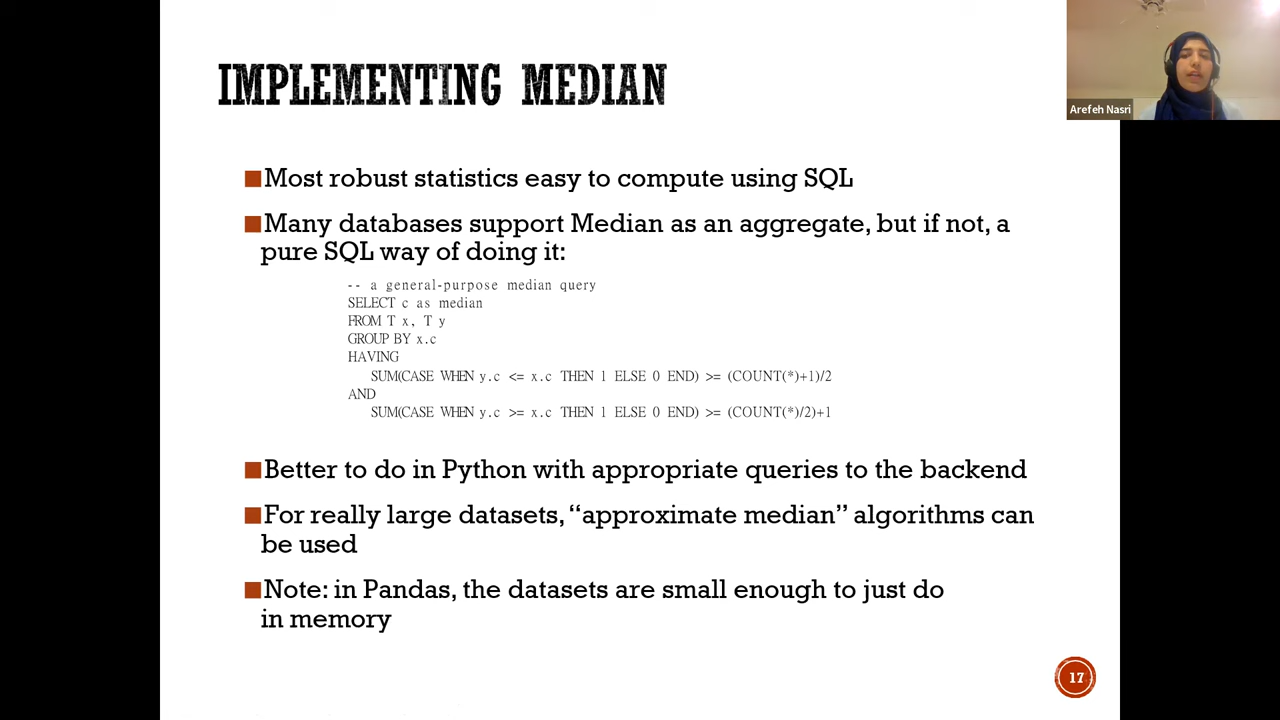 IMPLEMENTING MEDIAN
Arefeh Nasri
Most robust statistics easy to compute using SQL
Many databases support Median as an aggregate, but if not, a
pure SQL way of doing it:
-- a general-purpose median query
SELECT c as median
FROM T x, T y
GROUP BY x.c
HAVING
SUM(CASE WHEN y.c <= x.c THEN 1 ELSE 0 END) >= (COUNT(*)+1)/2
AND
SUM(CASE WHEN y.c >= x.c THEN 1 ELSE 0 END) >= (COUNT(*)/2)+1
Better to do in Python with appropriate queries to the backend
For really large datasets, “approximate median” algorithms can
be used
Note: in Pandas, the datasets are small enough to just do
in memory
17